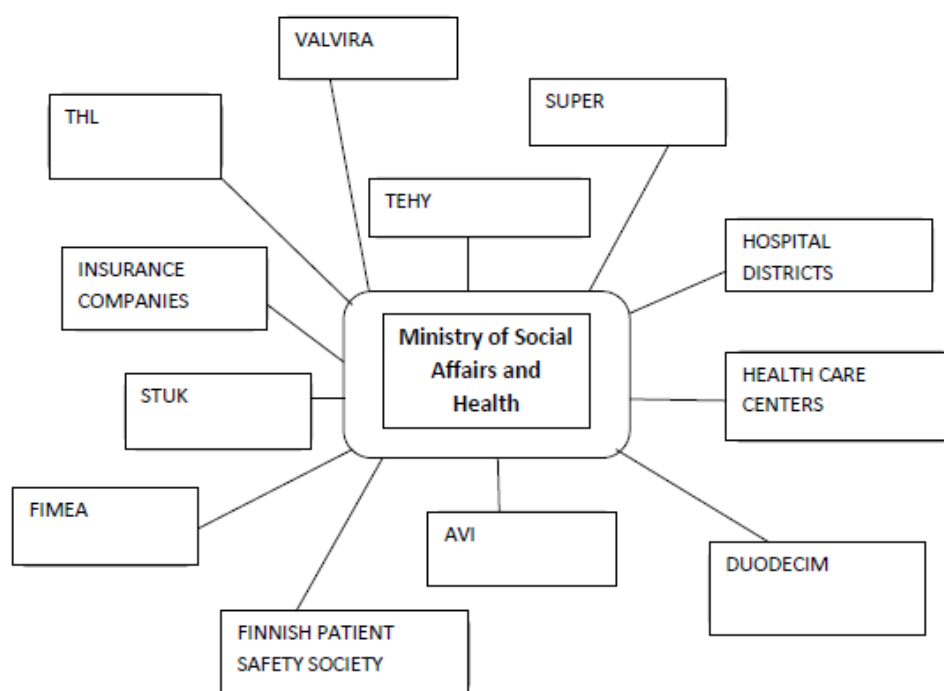 VALVIRA
SUPER
THL
TEHY
HOSPITAL
DISTRICTS
INSURANCE
COMPANIES
Ministry of Social
Affairs and
Health
HEALTH CARE
CENTERS
STUK
FIMEA
AVI
DUODECIM
FINNISH PATIENT
SAFETY SOCIETY